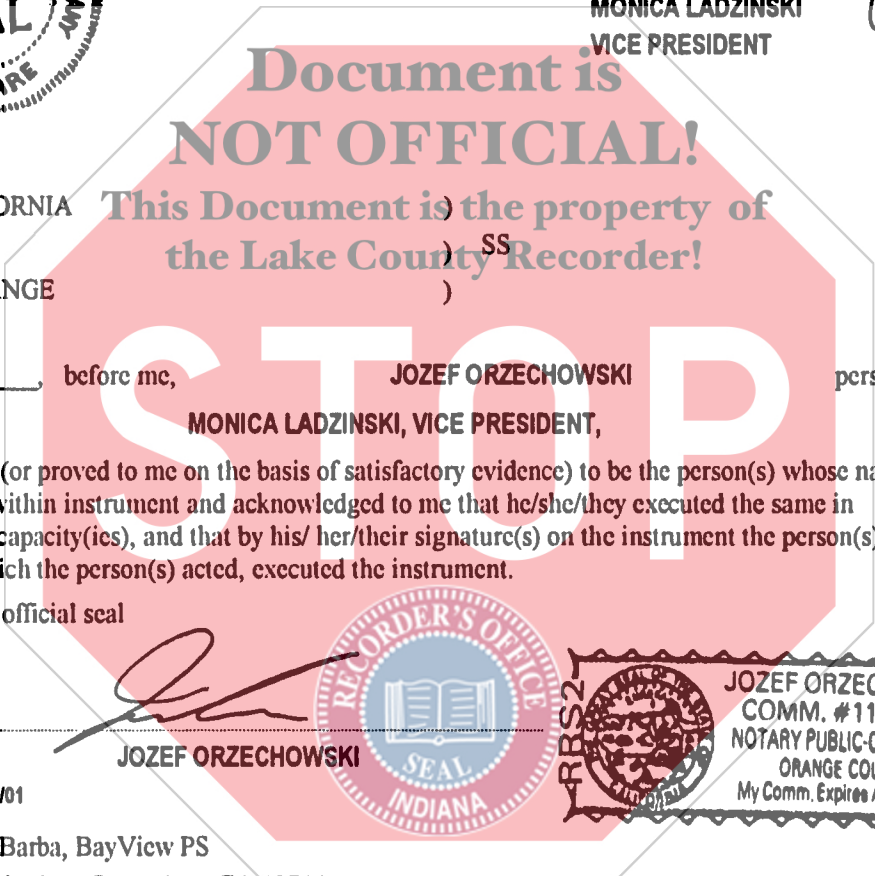 MONICA LADZINSKI
VICE PRESIDENT
Document is
NOT OFFICIAL!
This Document is the property of
the Lake County Recorder!
ORNIA )
) SS
NGE )
STOP
, before me, JOZEF ORZECHOWSKI pers
MONICA LADZINSKI, VICE PRESIDENT,
(or proved to me on the basis of satisfactory evidence) to be the person(s) whose na
within instrument and acknowledged to me that he/she/they executed the same in
capacity(ies), and that by his/ her/their signature(s) on the instrument the person(s)
ich the person(s) acted, executed the instrument.
official seal
RECORDER'S OFFICE
SEAL
INDIANA
JOZEF ORZECHOWSKI
RBS2
JOZEF ORZEC
COMM. #11
NOTARY PUBLIC-C
ORANGE COU
My Comm. Expires A
/01
Barba, BayView PS